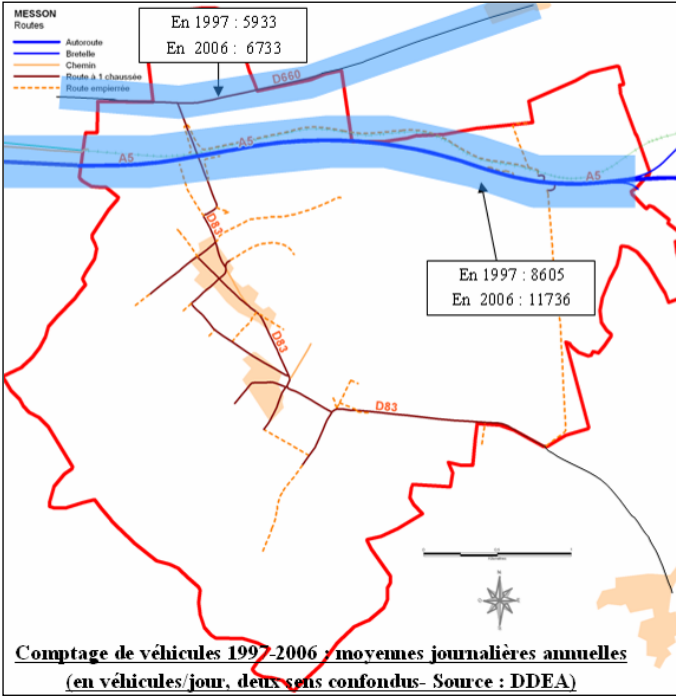 MESSON
Routes
Autoroute
Bretelle
Chemin
Route à 1 chaussée
Route empierrée
En 1997 : 5933
En 2006 : 6733
D660
A5
A5
A5
D83
En 1997 : 8605
En 2006 : 11736
D83
D83
N
Comptage de véhicules 1997-2006 : moyennes journalières annuelles
(en véhicules/jour, deux sens confondus- Source : DDEA)